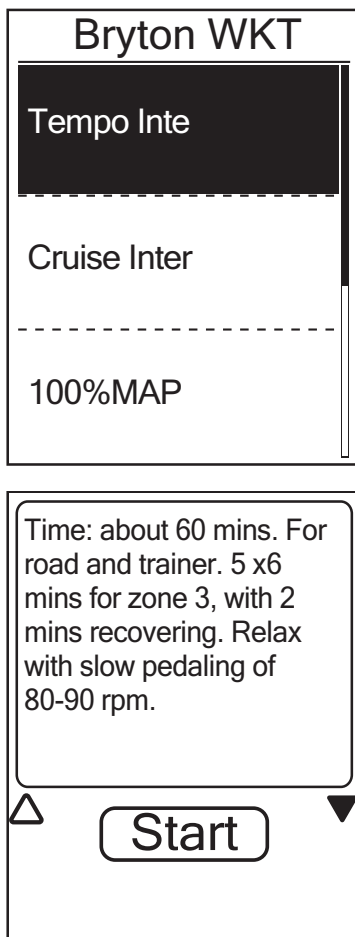 Bryton WKT
Tempo Inte
Cruise Inter
100%MAP
Time: about 60 mins. For
road and trainer. 5 x6
mins for zone 3, with 2
mins recovering. Relax
with slow pedaling of
80-90 rpm.
Start